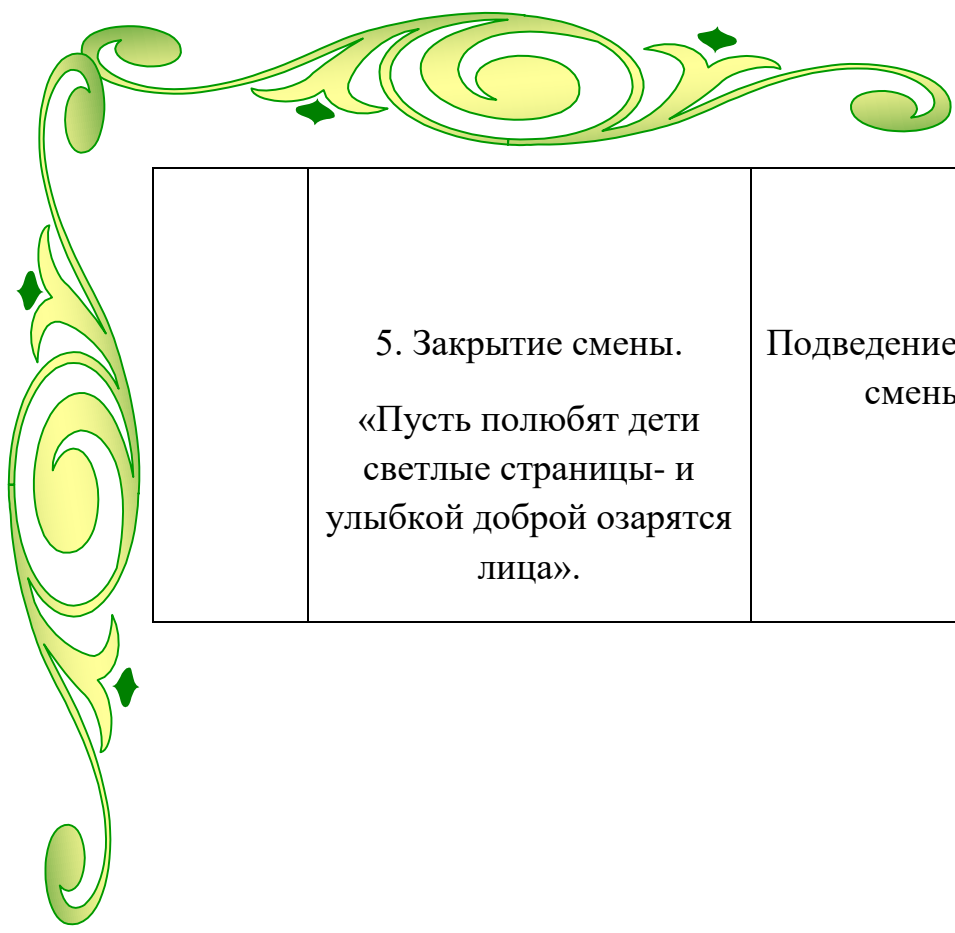 5. Закрытие смены.
«Пусть полюбят дети
светлые страницы- и
улыбкой доброй озарятся
лица».
Подведение